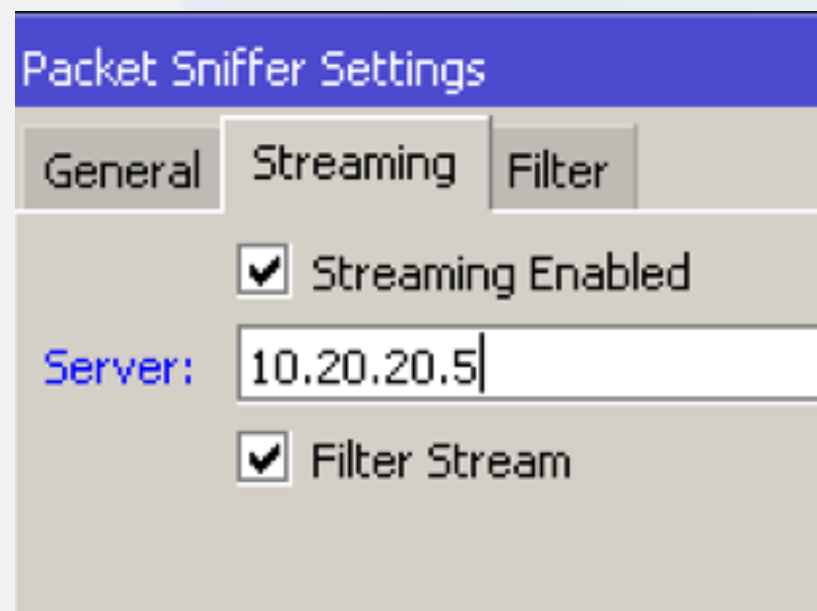 Packet Sniffer Settings
General Streaming Filter
Streaming Enabled
Server: 10.20.20.5
Filter Stream